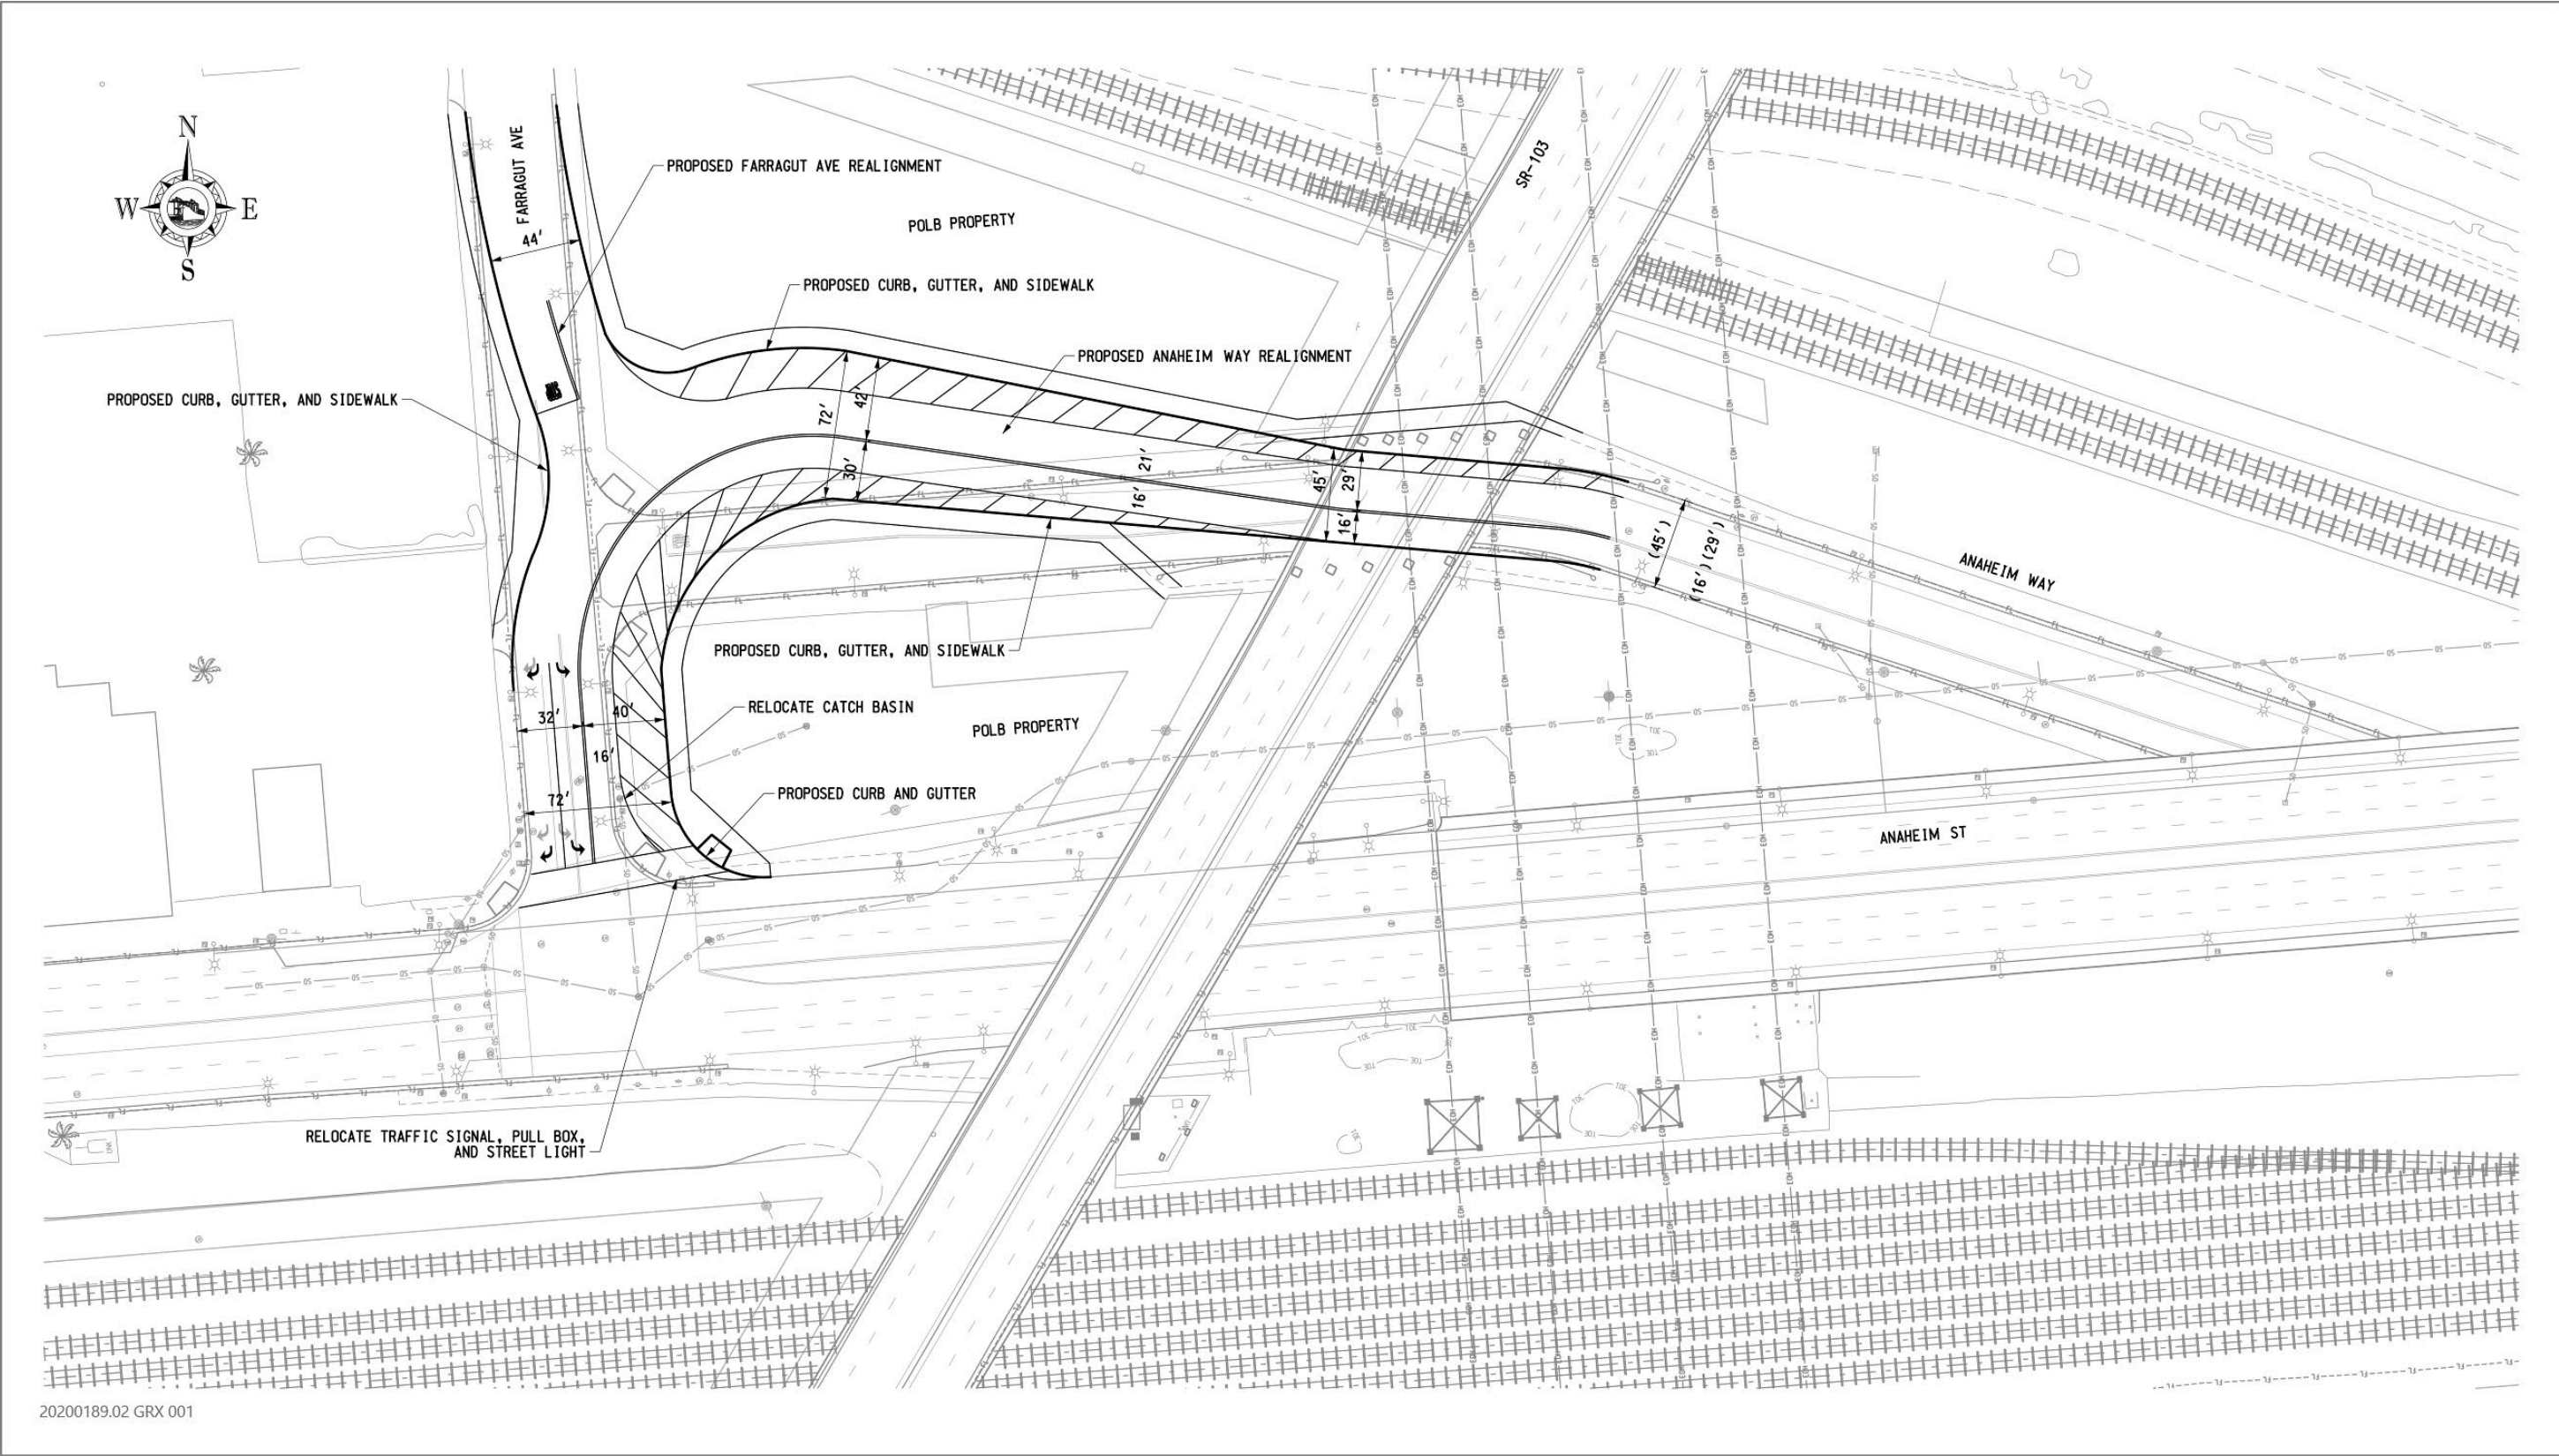 N
W E
S
FARRAGUT AVE
44'
PROPOSED FARRAGUT AVE REALIGNMENT
POLB PROPERTY
SR-103
PROPOSED CURB, GUTTER, AND SIDEWALK
PROPOSED ANAHEIM WAY REALIGNMENT
PROPOSED CURB, GUTTER, AND SIDEWALK
72'
42'
30'
21'
16'
45'
29'
16'
(45')
(16')(29')
ANAHEIM WAY
PROPOSED CURB, GUTTER, AND SIDEWALK
RELOCATE CATCH BASIN
POLB PROPERTY
32'
40'
16'
72'
PROPOSED CURB AND GUTTER
ANAHEIM ST
RELOCATE TRAFFIC SIGNAL, PULL BOX,
AND STREET LIGHT
20200189.02 GRX 001